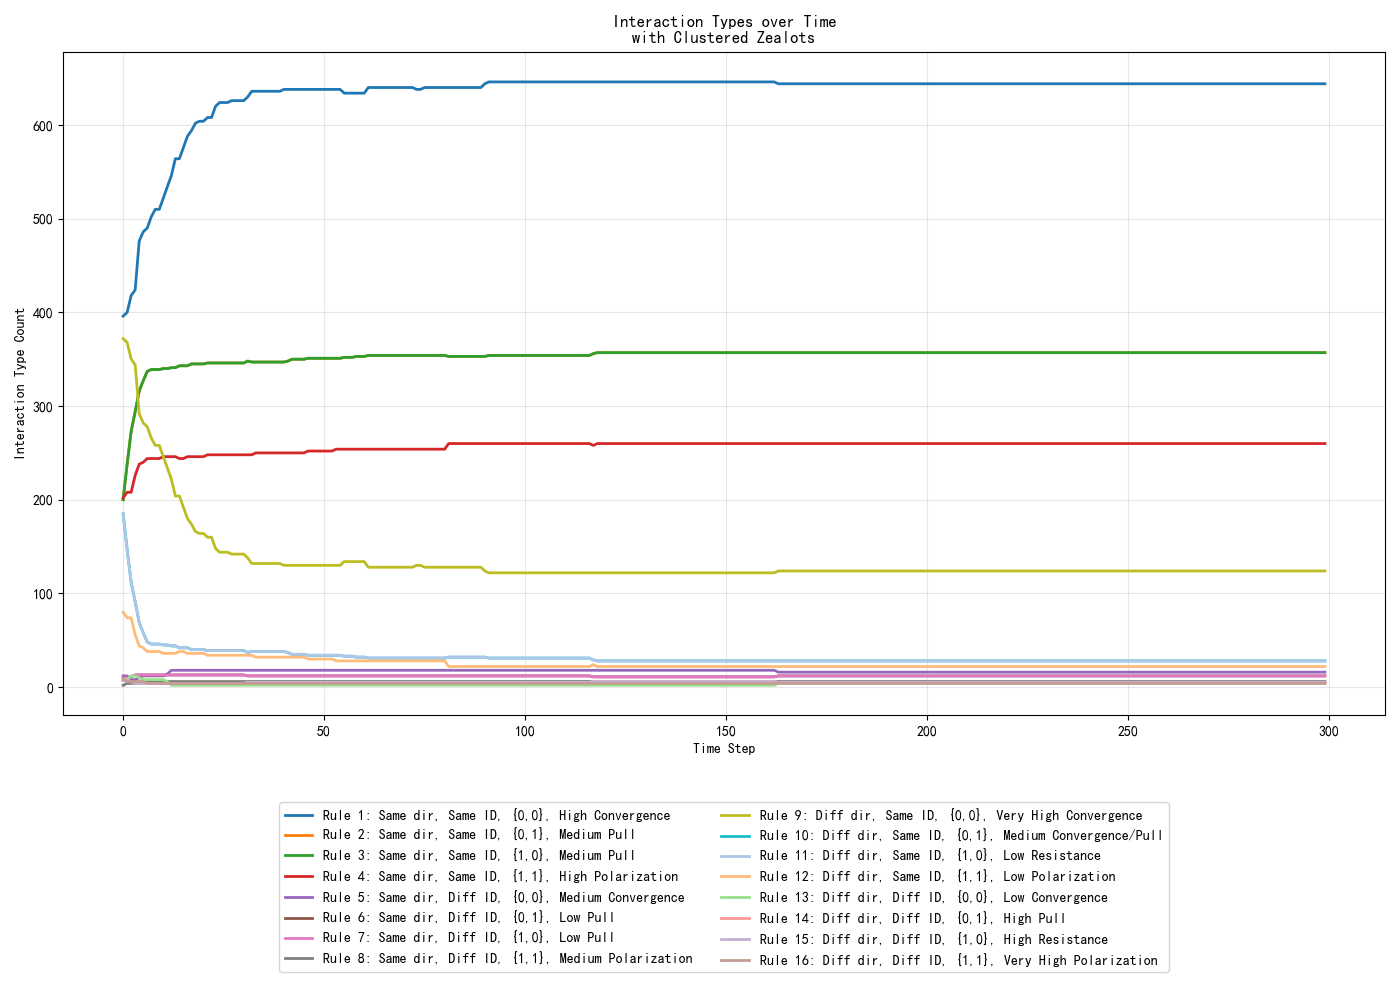 Interaction Types over Time
with Clustered Zealots
Interaction Type Count
600
500
400
300
200
100
0
0 50 100 150 200 250 300
Time Step
Rule 1: Same dir, Same ID, {0,0}, High Convergence
Rule 2: Same dir, Same ID, {0,1}, Medium Pull
Rule 3: Same dir, Same ID, {1,0}, Medium Pull
Rule 4: Same dir, Same ID, {1,1}, High Polarization
Rule 5: Same dir, Diff ID, {0,0}, Medium Convergence
Rule 6: Same dir, Diff ID, {0,1}, Low Pull
Rule 7: Same dir, Diff ID, {1,0}, Low Pull
Rule 8: Same dir, Diff ID, {1,1}, Medium Polarization
Rule 9: Diff dir, Same ID, {0,0}, Very High Convergence
Rule 10: Diff dir, Same ID, {0,1}, Medium Convergence/Pull
Rule 11: Diff dir, Same ID, {1,0}, Low Resistance
Rule 12: Diff dir, Same ID, {1,1}, Low Polarization
Rule 13: Diff dir, Diff ID, {0,0}, Low Convergence
Rule 14: Diff dir, Diff ID, {0,1}, High Pull
Rule 15: Diff dir, Diff ID, {1,0}, High Resistance
Rule 16: Diff dir, Diff ID, {1,1}, Very High Polarization